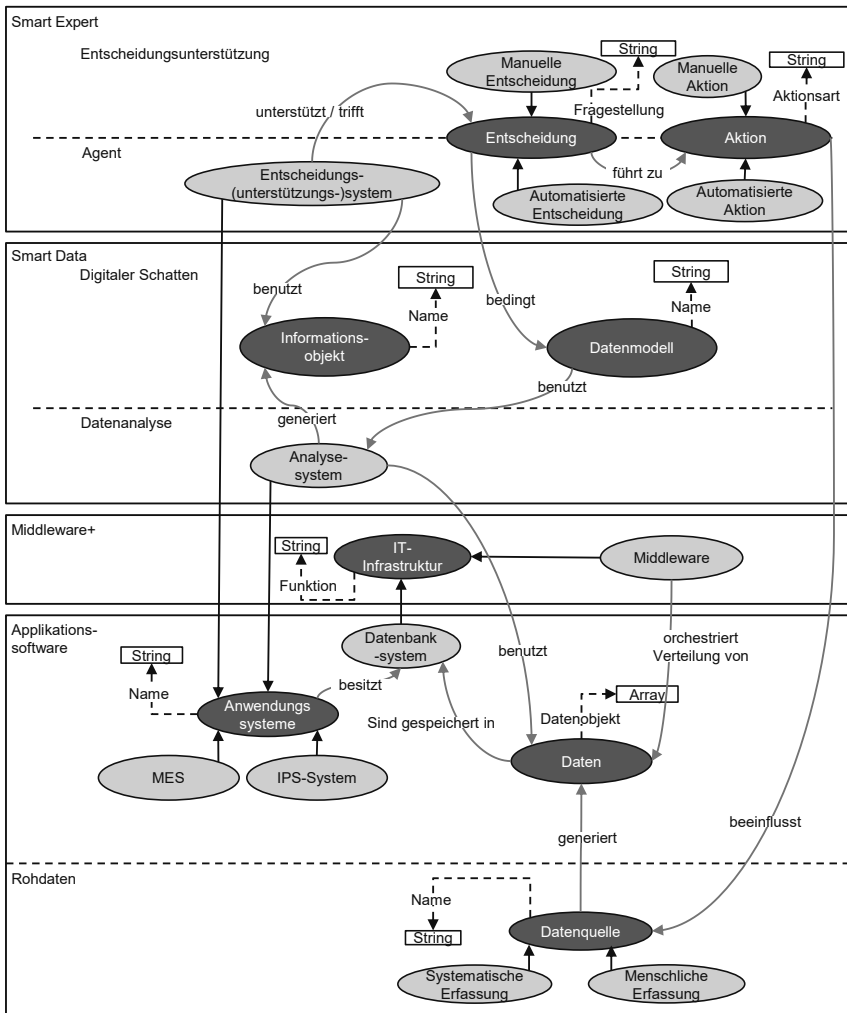 Smart Expert
Entscheidungsunterstützung
String
String
Manuelle
Entscheidung
Manuelle
Aktion
Aktionsart
unterstützt / trifft
Fragestellung
Entscheidung
Aktion
Agent
führt zu
Entscheidungs-
(unterstützungs-)system
Automatisierte
Entscheidung
Automatisierte
Aktion
Smart Data
Digitaler Schatten
String
String
benutzt
bedingt
Name
Name
Informations-
objekt
Datenmodell
benutzt
generiert
Datenanalyse
Analyse-
system
Middleware+
String
IT-
Infrastruktur
Middleware
Funktion
Applikations-
software
Datenbank
-system
orchestriert
Verteilung von
String
benutzt
besitzt
Name
Array
Anwendungs
systeme
Sind gespeichert in
Datenobjekt
Daten
MES
IPS-System
generiert
beeinflusst
Rohdaten
Name
String
Datenquelle
Systematische
Erfassung
Menschliche
Erfassung